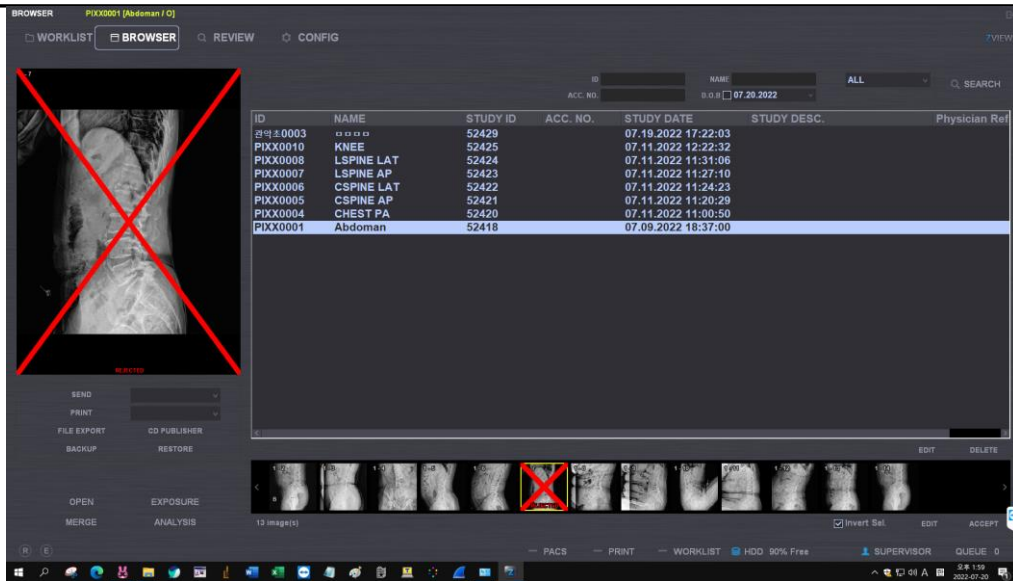 BROWSER PIXX0001 [Abdoman / O]
WORKLIST BROWSER REVIEW CONFIG
ZVIEW
ID NAME ALL SEARCH
ACC. NO. D.O.B 07.20.2022
ID NAME STUDY ID ACC. NO. STUDY DATE STUDY DESC. Physician Ref
관악초0003 ㅁㅁㅁㅁ 52429 07.19.2022 17:22:03
PIXX0010 KNEE 52425 07.11.2022 12:22:32
PIXX0008 LSPINE LAT 52424 07.11.2022 11:31:06
PIXX0007 LSPINE AP 52423 07.11.2022 11:27:10
PIXX0006 CSPINE LAT 52422 07.11.2022 11:24:23
PIXX0005 CSPINE AP 52421 07.11.2022 11:20:29
PIXX0004 CHEST PA 52420 07.11.2022 11:00:50
PIXX0001 Abdoman 52418 07.09.2022 18:37:00
REJECTED
SEND
PRINT
FILE EXPORT CD PUBLISHER
BACKUP RESTORE
EDIT DELETE
OPEN EXPOSURE
MERGE ANALYSIS
13 image(s)
Invert Sel. EDIT ACCEPT
R E
PACS PRINT WORKLIST HDD 90% Free SUPERVISOR QUEUE 0
A 오후 1:59
2022-07-20